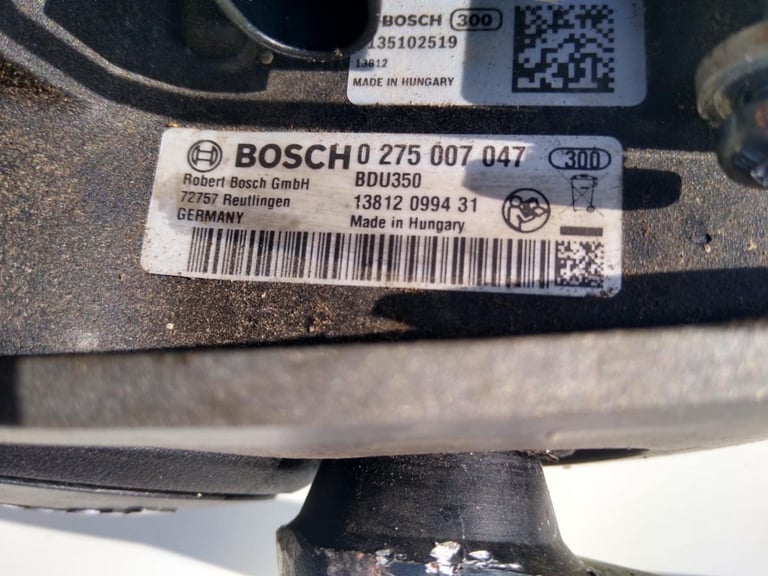 BOSCH 300
135102519
13812
MADE IN HUNGARY
BOSCH 0 275 007 047 300
Robert Bosch GmbH BDU350
72757 Reutlingen 13812 0994 31
GERMANY Made in Hungary